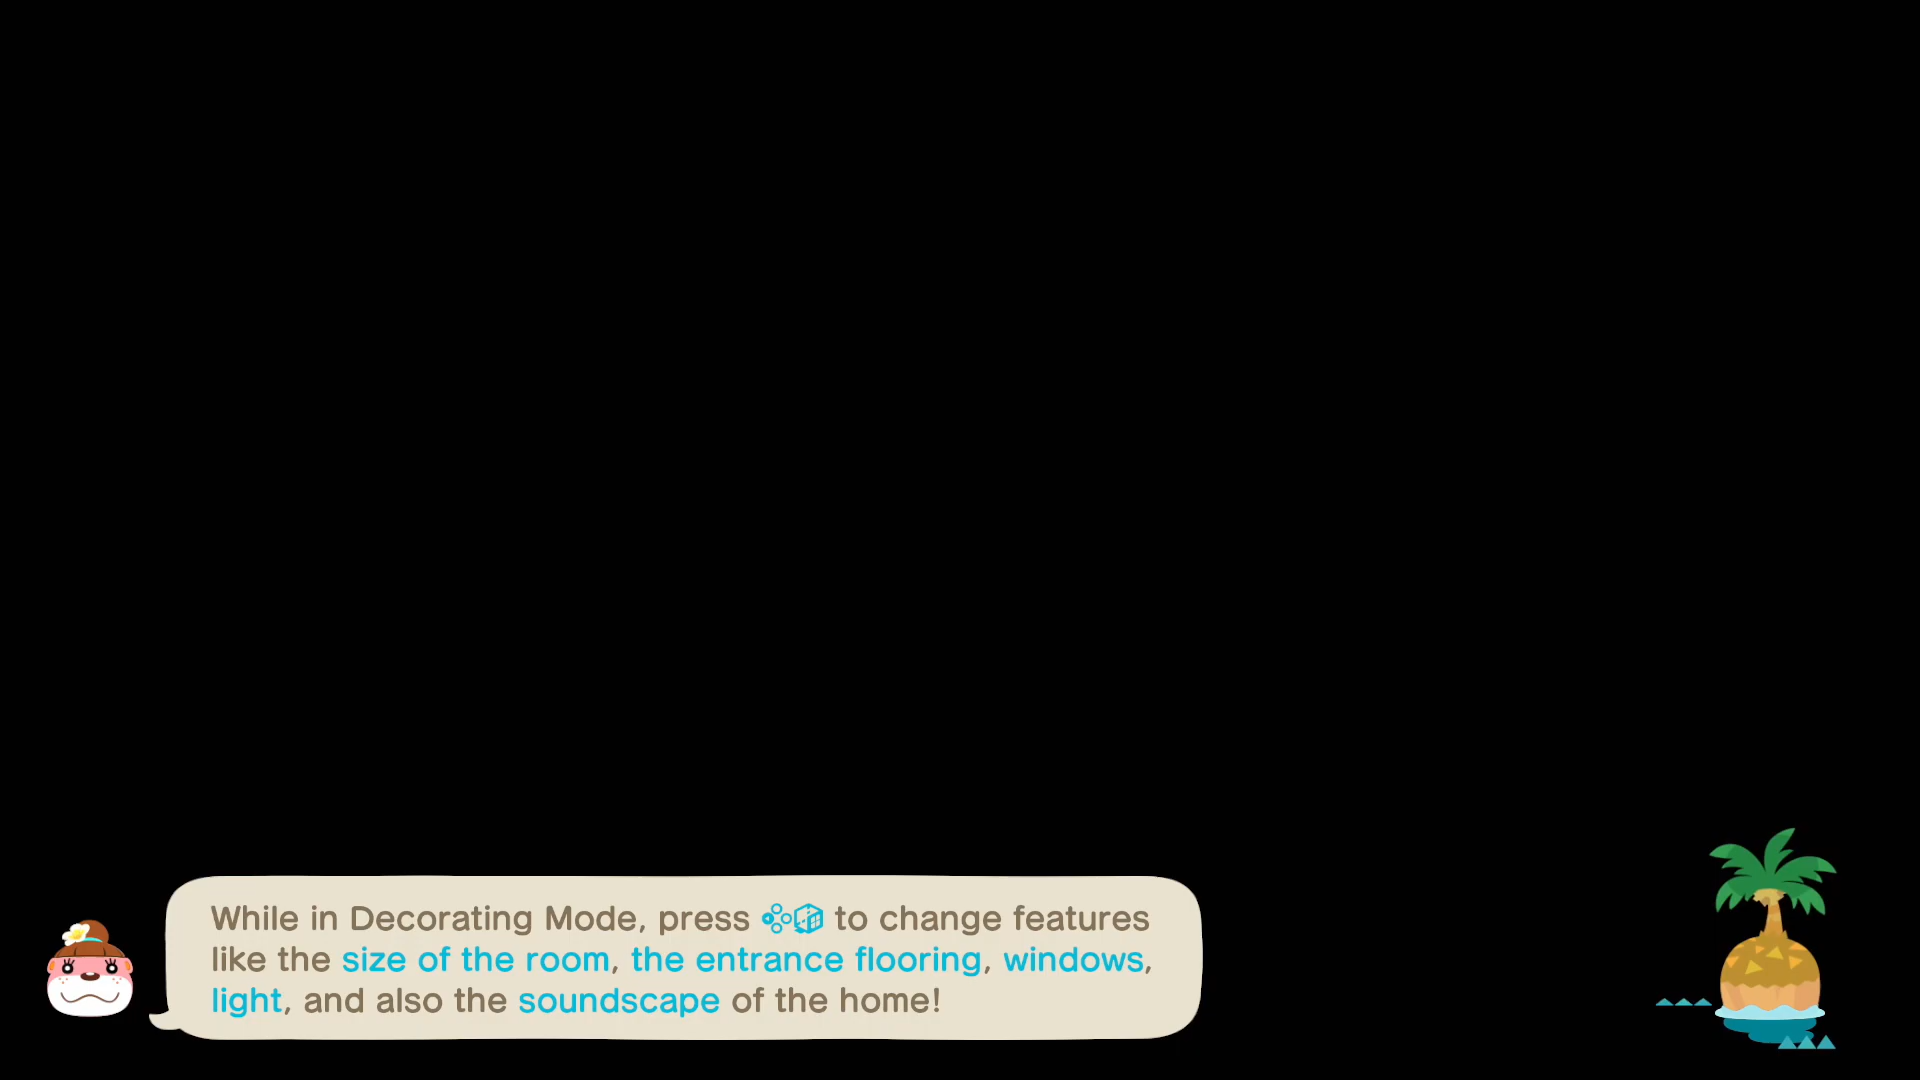 While in Decorating Mode, press to change features
like the size of the room, the entrance flooring, windows,
light, and also the soundscape of the home!